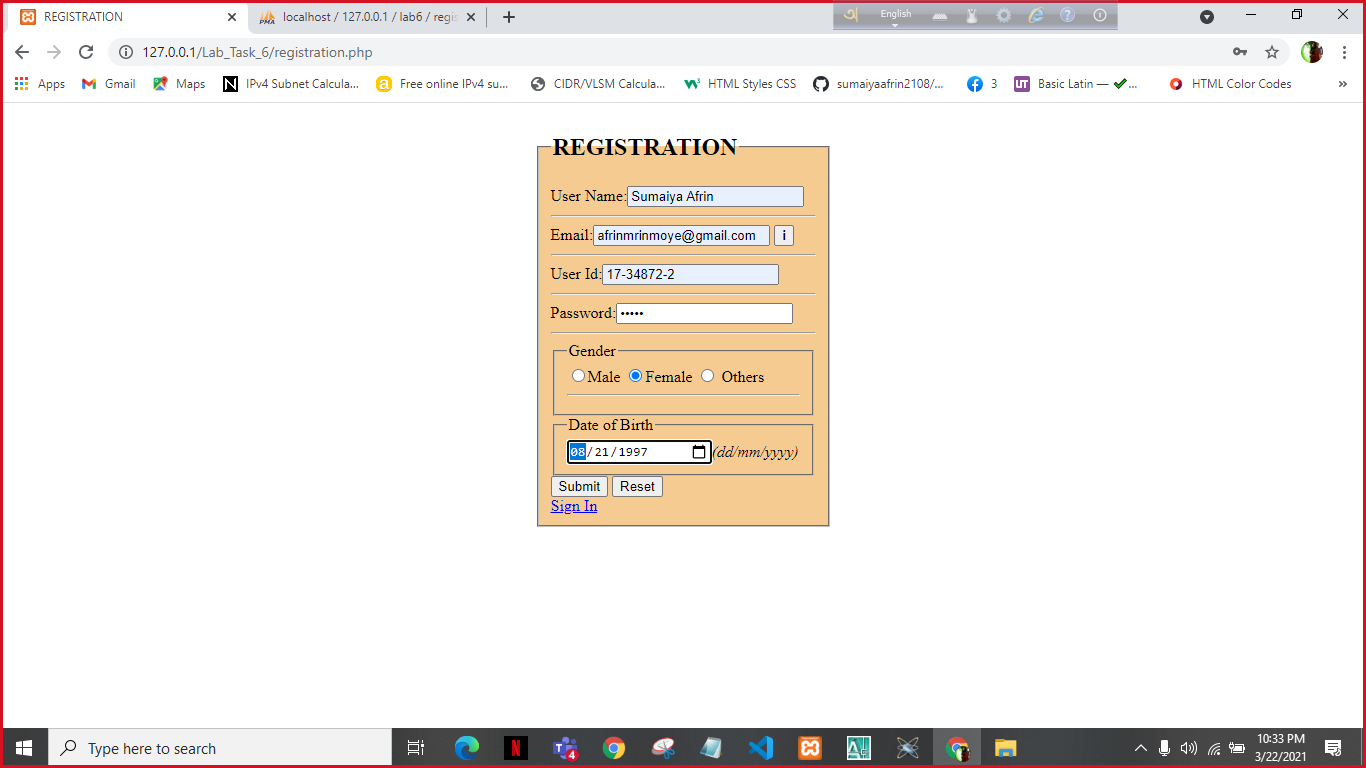 REGISTRATION
localhost / 127.0.0.1 / lab6 / regis
English
127.0.0.1/Lab_Task_6/registration.php
Apps Gmail Maps IPv4 Subnet Calcula... Free online IPv4 su... CIDR/VLSM Calcula... HTML Styles CSS sumaiyaafrin2108/... 3 Basic Latin — ✔... HTML Color Codes »
REGISTRATION
User Name: Sumaiya Afrin
Email: afrinmrinmoye@gmail.com i
User Id: 17-34872-2
Password: •••••
Gender
Male Female Others
Date of Birth
08/21/1997 (dd/mm/yyyy)
Submit Reset
Sign In
Type here to search
4
10:33 PM
3/22/2021